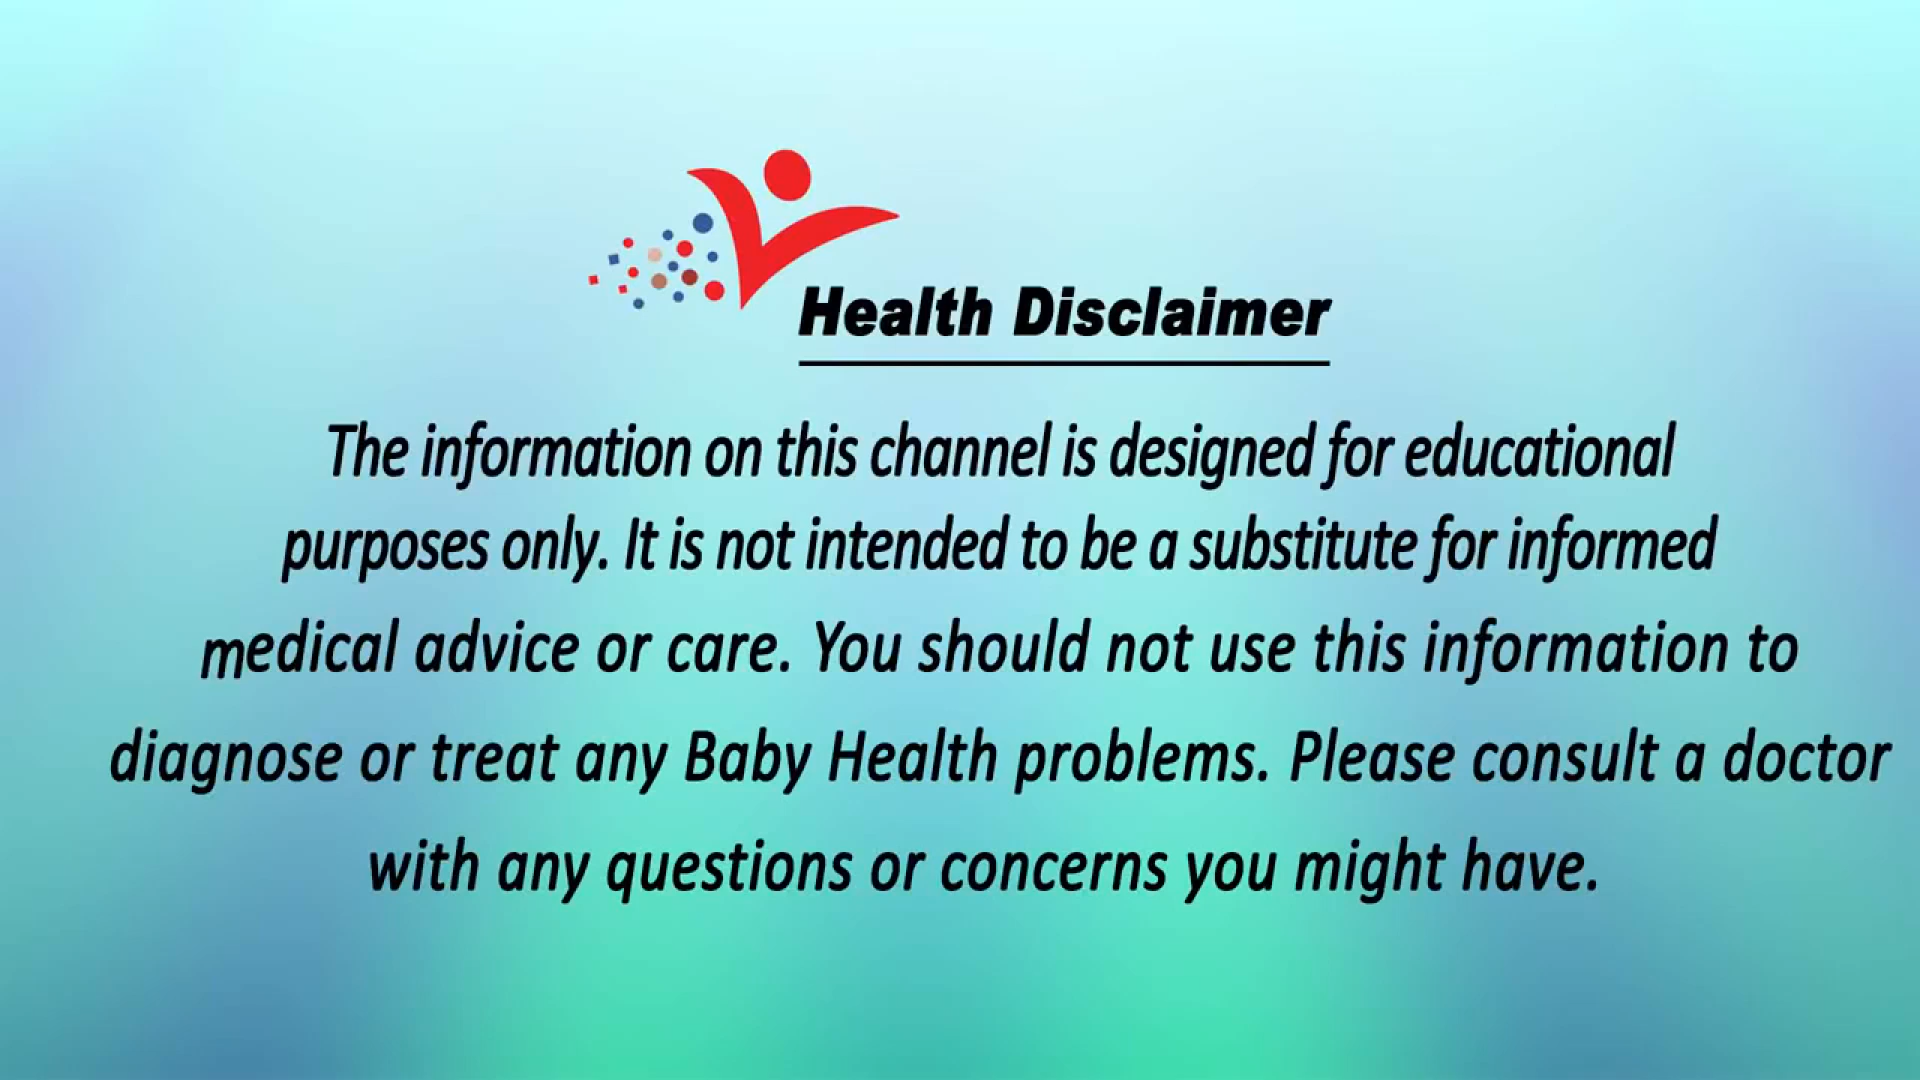 Health Disclaimer
The information on this channel is designed for educational
purposes only. It is not intended to be a substitute for informed
medical advice or care. You should not use this information to
diagnose or treat any Baby Health problems. Please consult a doctor
with any questions or concerns you might have.